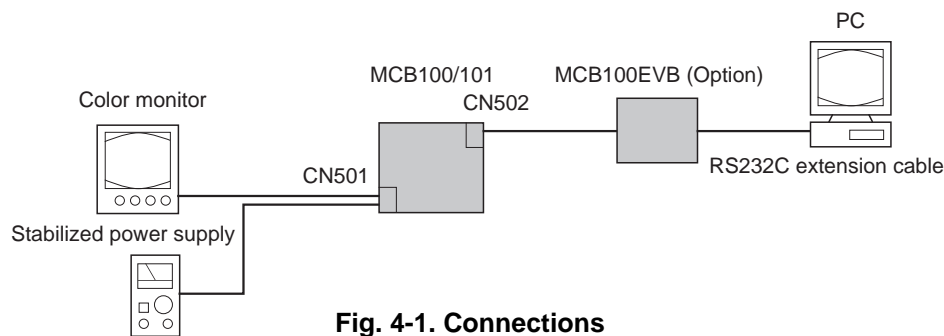 PC
MCB100/101
MCB100EVB (Option)
CN502
Color monitor
RS232C extension cable
CN501
Stabilized power supply
Fig. 4-1. Connections